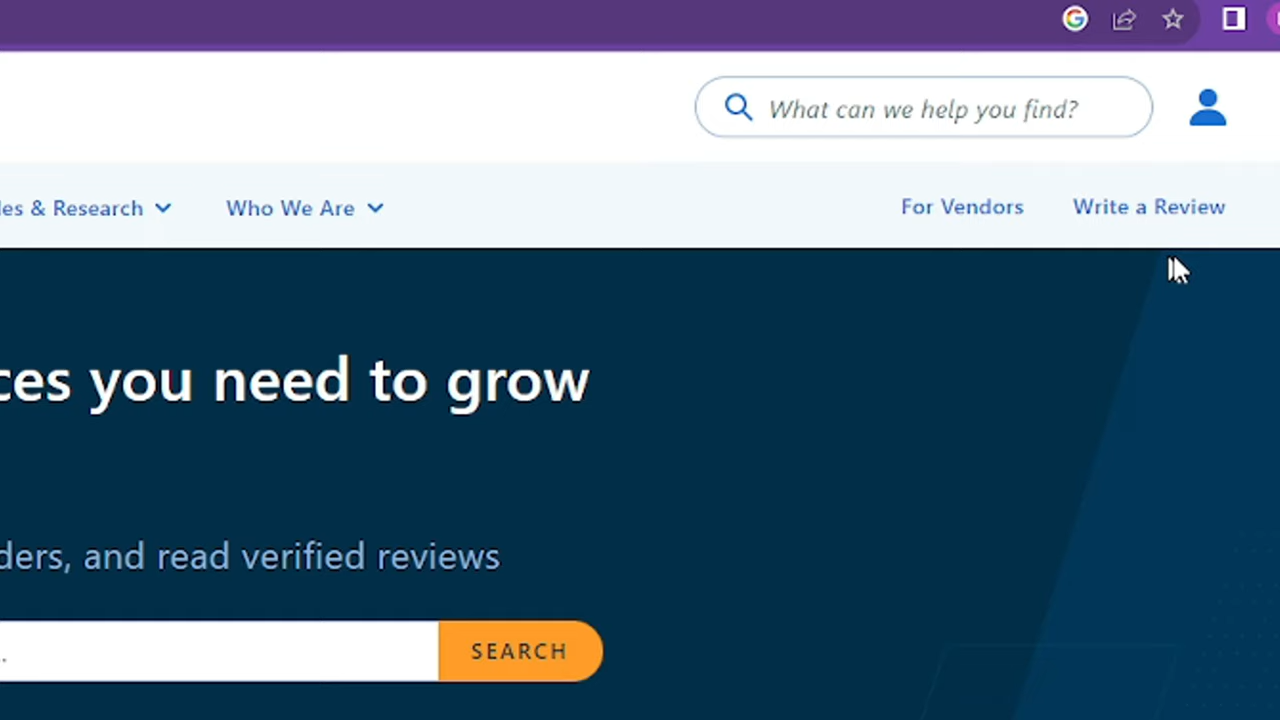 What can we help you find?
les & Research
Who We Are
For Vendors
Write a Review
ces you need to grow
ders, and read verified reviews
SEARCH